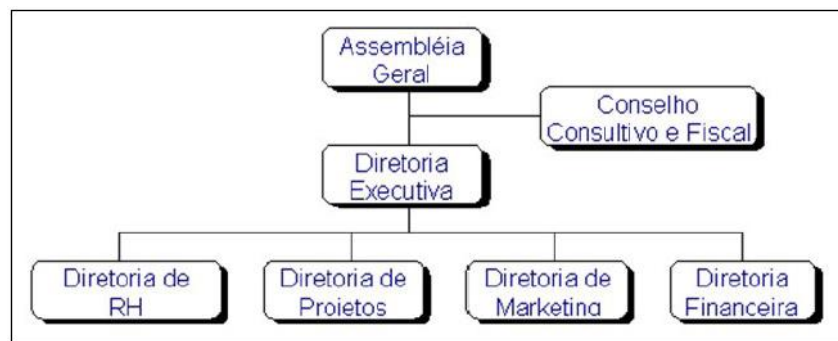 Assembléia
Geral
Conselho
Consultivo e Fiscal
Diretoria
Executiva
Diretoria de
RH
Diretoria de
Projetos
Diretoria de
Marketing
Diretoria
Financeira